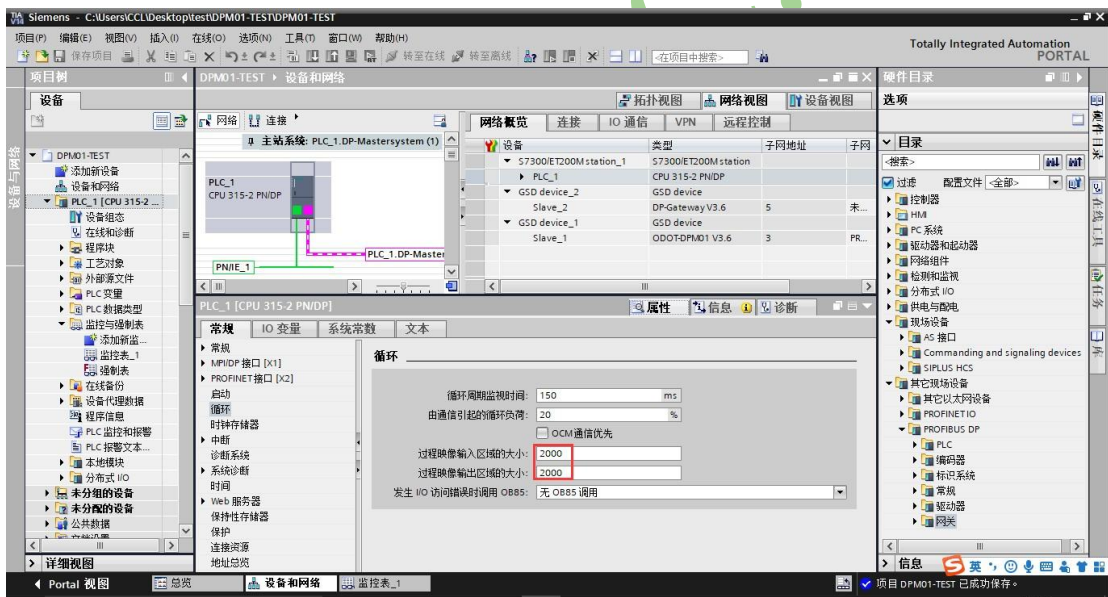 Siemens - C:\Users\CCL\Desktop\test\DPM01-TEST\DPM01-TEST
项目(P) 编辑(E) 视图(V) 插入(I) 在线(O) 选项(N) 工具(T) 窗口(W) 帮助(H)
Totally Integrated Automation
PORTAL
保存项目 转至在线 转至离线 <在项目中搜索>
项目树
DPM01-TEST ▸ 设备和网络
硬件目录
设备
拓扑视图 网络视图 设备视图
选项
网络 连接
主站系统: PLC_1.DP-Mastersystem (1)
PLC_1
CPU 315-2 PN/DP
PLC_1.DP-Master
PN/IE_1
网络概览 连接 IO 通信 VPN 远程控制
设备 类型 子网地址 子网
S7300/ET200M station_1 S7300/ET200M station
PLC_1 CPU 315-2 PN/DP
GSD device_2 GSD device
Slave_2 DP-Gateway V3.6 5 未...
GSD device_1 GSD device
Slave_1 ODOT-DPM01 V3.6 3 PR...
DPM01-TEST
添加新设备
设备和网络
PLC_1 [CPU 315-2 ...
设备组态
在线和诊断
程序块
工艺对象
外部源文件
PLC 变量
PLC 数据类型
监控与强制表
添加新监...
监控表_1
强制表
在线备份
设备代理数据
程序信息
PLC 监控和报警
PLC 报警文本...
本地模块
分布式 I/O
未分组的设备
未分配的设备
公共数据
详细视图
PLC_1 [CPU 315-2 PN/DP]
属性 信息 诊断
常规 IO 变量 系统常数 文本
常规
MPI/DP 接口 [X1]
PROFINET 接口 [X2]
启动
循环
时钟存储器
中断
诊断系统
系统诊断
时间
Web 服务器
保持性存储器
保护
连接资源
地址总览
循环
循环周期监视时间: 150 ms
由通信引起的循环负荷: 20 %
OCM 通信优先
过程映像输入区域的大小: 2000
过程映像输出区域的大小: 2000
发生 I/O 访问错误时调用 OB85: 无 OB85 调用
目录
<搜索>
过滤 配置文件 <全部>
控制器
HMI
PC 系统
驱动器和起动器
网络组件
检测和监视
分布式 I/O
供电与配电
现场设备
AS 接口
Commanding and signaling devices
SIPLUS HCS
其它现场设备
其它以太网设备
PROFINET IO
PROFIBUS DP
PLC
编码器
标识系统
常规
驱动器
网关
信息
设备与网络
硬件目录
在线工具
任务
库
Portal 视图 总览 设备和网络 监控表_1
项目 DPM01-TEST 已成功保存。
英